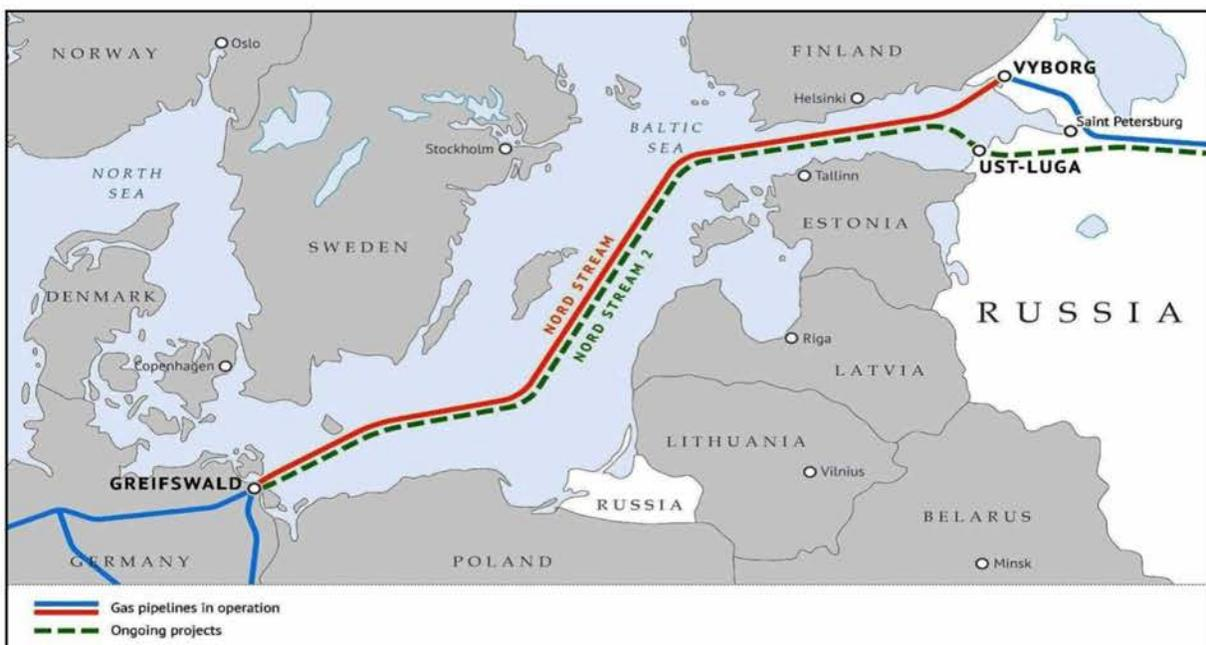 NORWAY
Oslo
FINLAND
VYBORG
Helsinki
Saint Petersburg
BALTIC
SEA
Stockholm
UST-LUGA
NORTH
SEA
Tallinn
ESTONIA
SWEDEN
NORD STREAM
NORD STREAM 2
DENMARK
RUSSIA
Riga
Copenhagen
LATVIA
LITHUANIA
Vilnius
GREIFSWALD
RUSSIA
BELARUS
GERMANY
POLAND
Minsk
Gas pipelines in operation
Ongoing projects